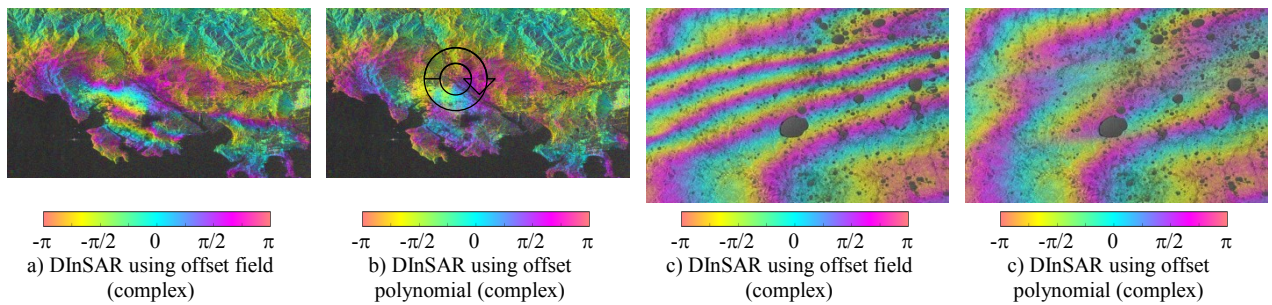 -π -π/2 0 π/2 π
a) DInSAR using offset field
(complex)
-π -π/2 0 π/2 π
b) DInSAR using offset
polynomial (complex)
-π -π/2 0 π/2 π
c) DInSAR using offset field
(complex)
-π -π/2 0 π/2 π
c) DInSAR using offset
polynomial (complex)